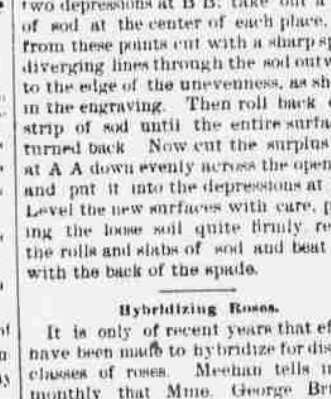 two depressions at B B. take out a
of sod at the center of each place,
from these points cut with a sharp sp
diverging lines through the sod outw
to the edge of the unevenness, as sh
in the engraving. Then roll back
strip of sod until the entire surfa
turned back Now cut the surplus
at A A down evenly across the open
and put it into the depressions at
Level the new surfaces with care, p
ing the loose soil quite firmly re
the rolls and slabs of sod and beat
with the back of the spade.
Hybridizing Roses.
It is only of recent years that ef
have been made to hybridize for dis
classes of roses. Meehan tells in
monthly that Mme. George Bru